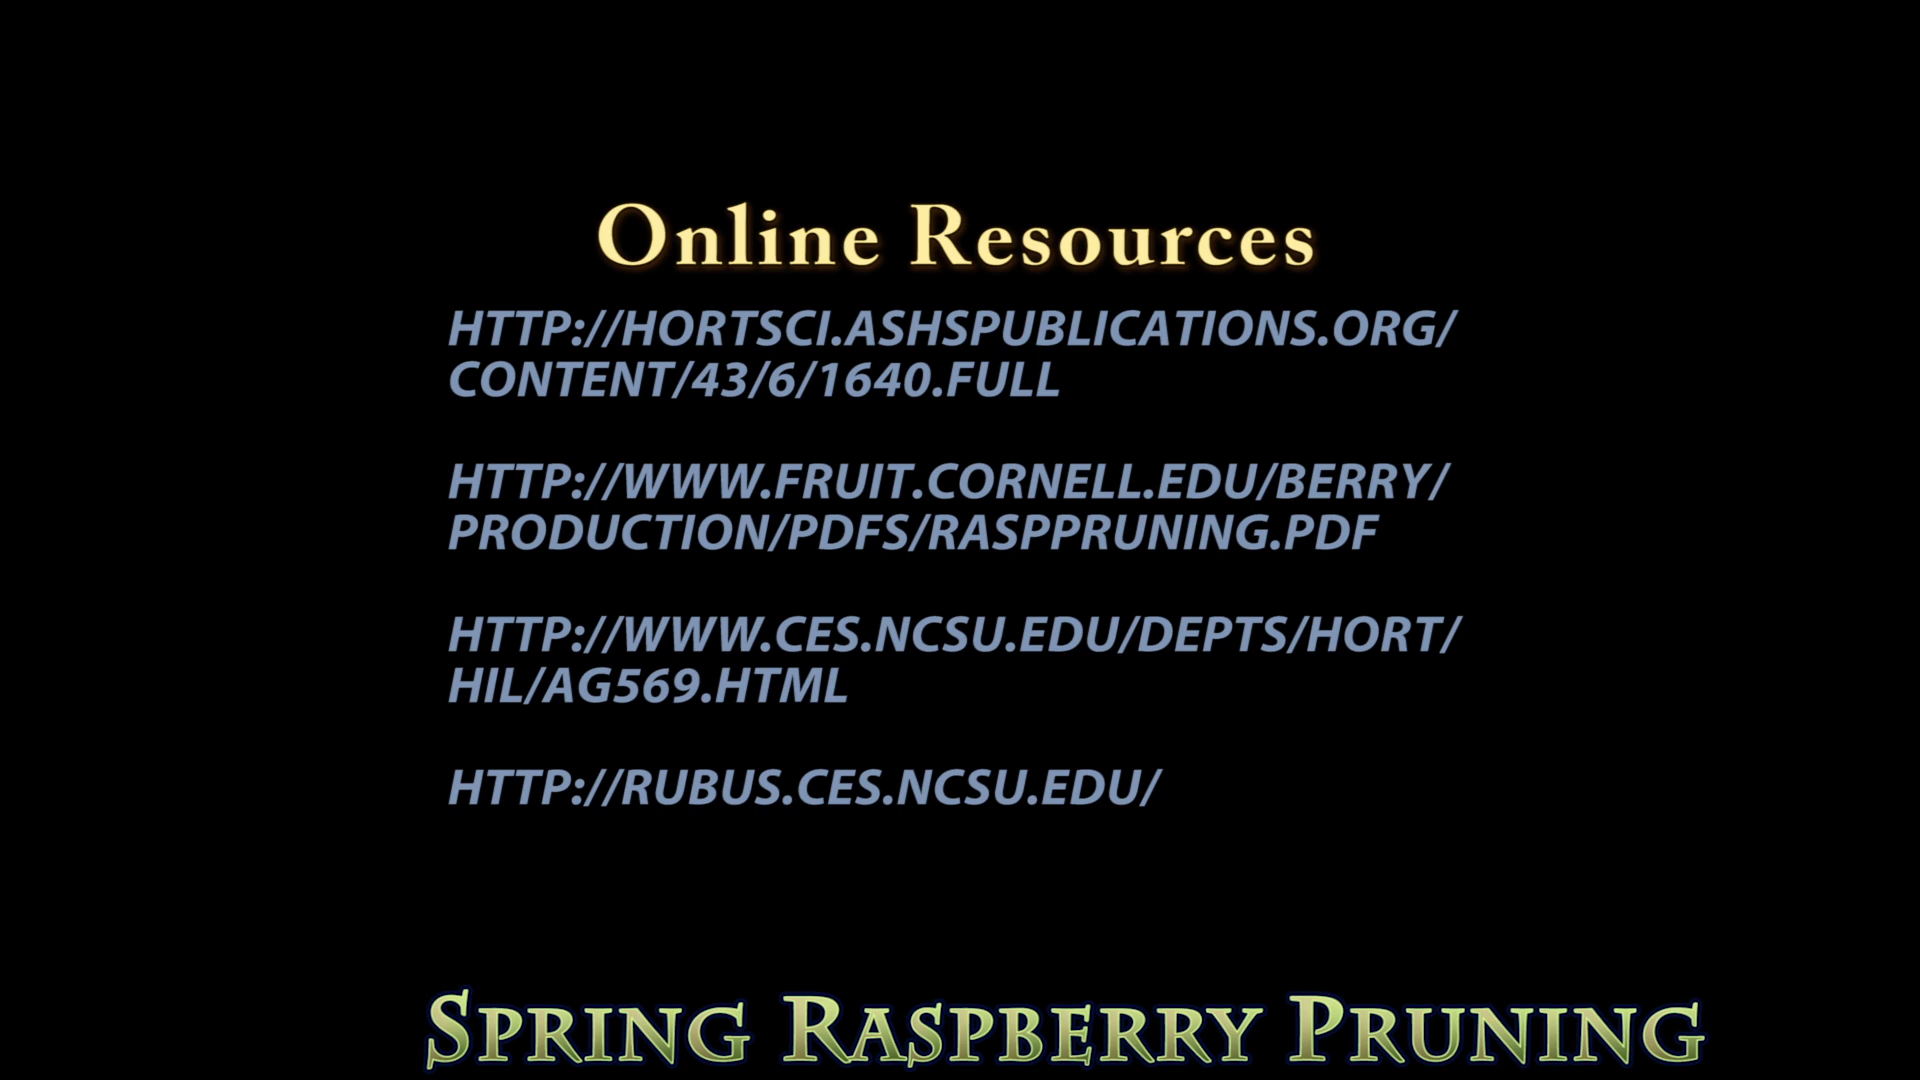 Online Resources
HTTP://HORTSCI.ASHSPUBLICATIONS.ORG/
CONTENT/43/6/1640.FULL
HTTP://WWW.FRUIT.CORNELL.EDU/BERRY/
PRODUCTION/PDFS/RASPPRUNING.PDF
HTTP://WWW.CES.NCSU.EDU/DEPTS/HORT/
HIL/AG569.HTML
HTTP://RUBUS.CES.NCSU.EDU/
SPRING RASPBERRY PRUNING